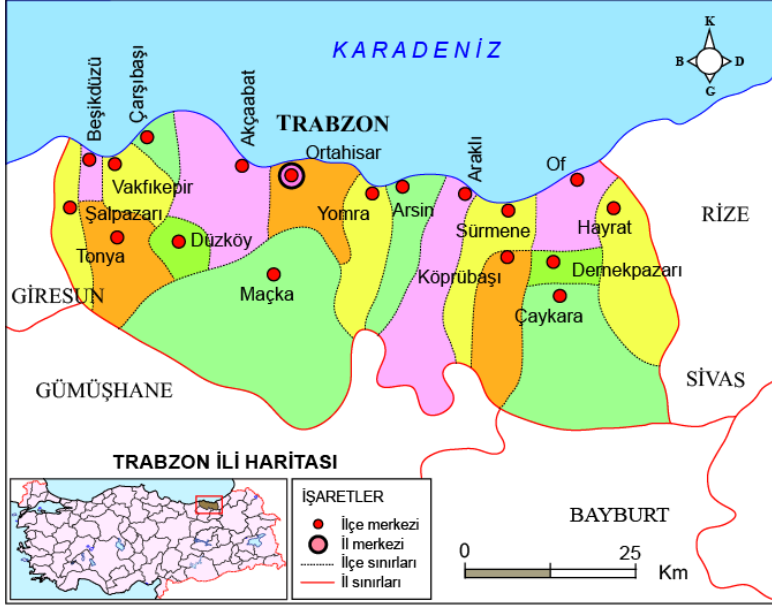 KARADENİZ
K
B
D
G
Beşikdüzü
Çarşıbaşı
Akçaabat
TRABZON
Ortahisar
Araklı
Of
Vakfıkepir
Şalpazarı
Yomra
Arsin
Sürmene
Hayrat
RİZE
Tonya
Düzköy
Maçka
Köprübaşı
Dernekpazarı
Çaykara
GİRESUN
GÜMÜŞHANE
SİVAS
BAYBURT
TRABZON İLİ HARİTASI
İŞARETLER
İlçe merkezi
İl merkezi
İlçe sınırları
İl sınırları
0
25
Km